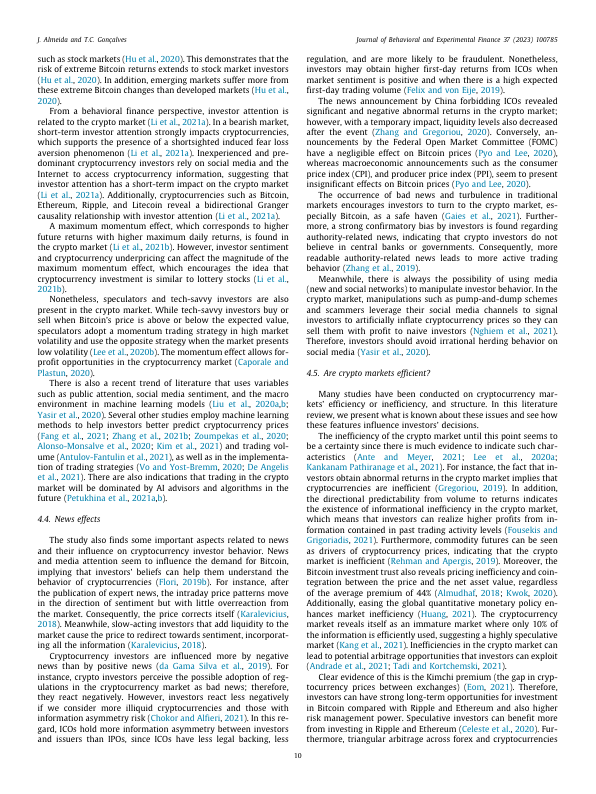 J. Almeida and T.C. Gonçalves
Journal of Behavioral and Experimental Finance 37 (2023) 100785
such as stock markets (Hu et al., 2020). This demonstrates that the
risk of extreme Bitcoin returns extends to stock market investors
(Hu et al., 2020). In addition, emerging markets suffer more from
these extreme Bitcoin changes than developed markets (Hu et al.,
2020).
From a behavioral finance perspective, investor attention is
related to the crypto market (Li et al., 2021a). In a bearish market,
short-term investor attention strongly impacts cryptocurrencies,
which supports the presence of a shortsighted induced fear loss
aversion phenomenon (Li et al., 2021a). Inexperienced and pre-
dominant cryptocurrency investors rely on social media and the
Internet to access cryptocurrency information, suggesting that
investor attention has a short-term impact on the crypto market
(Li et al., 2021a). Additionally, cryptocurrencies such as Bitcoin,
Ethereum, Ripple, and Litecoin reveal a bidirectional Granger
causality relationship with investor attention (Li et al., 2021a).
A maximum momentum effect, which corresponds to higher
future returns with higher maximum daily returns, is found in
the crypto market (Li et al., 2021b). However, investor sentiment
and cryptocurrency underpricing can affect the magnitude of the
maximum momentum effect, which encourages the idea that
cryptocurrency investment is similar to lottery stocks (Li et al.,
2021b).
Nonetheless, speculators and tech-savvy investors are also
present in the crypto market. While tech-savvy investors buy or
sell when Bitcoin's price is above or below the expected value,
speculators adopt a momentum trading strategy in high market
volatility and use the opposite strategy when the market presents
low volatility (Lee et al., 2020b). The momentum effect allows for-
profit opportunities in the cryptocurrency market (Caporale and
Plastun, 2020).
There is also a recent trend of literature that uses variables
such as public attention, social media sentiment, and the macro
environment in machine learning models (Liu et al., 2020a,b;
Yasir et al., 2020). Several other studies employ machine learning
methods to help investors better predict cryptocurrency prices
(Fang et al., 2021; Zhang et al., 2021b; Zoumpekas et al., 2020;
Alonso-Monsalve et al., 2020; Kim et al., 2021) and trading vol-
ume (Antulov-Fantulin et al., 2021), as well as in the implementa-
tion of trading strategies (Vo and Yost-Bremm, 2020; De Angelis
et al., 2021). There are also indications that trading in the crypto
market will be dominated by AI advisors and algorithms in the
future (Petukhina et al., 2021a,b).
4.4. News effects
The study also finds some important aspects related to news
and their influence on cryptocurrency investor behavior. News
and media attention seem to influence the demand for Bitcoin,
implying that investors' beliefs can help them understand the
behavior of cryptocurrencies (Flori, 2019b). For instance, after
the publication of expert news, the intraday price patterns move
in the direction of sentiment but with little overreaction from
the market. Consequently, the price corrects itself (Karalevicius,
2018). Meanwhile, slow-acting investors that add liquidity to the
market cause the price to redirect towards sentiment, incorporat-
ing all the information (Karalevicius, 2018).
Cryptocurrency investors are influenced more by negative
news than by positive news (da Gama Silva et al., 2019). For
instance, crypto investors perceive the possible adoption of reg-
ulations in the cryptocurrency market as bad news; therefore,
they react negatively. However, investors react less negatively
if we consider more illiquid cryptocurrencies and those with
information asymmetry risk (Chokor and Alfieri, 2021). In this re-
gard, ICOs hold more information asymmetry between investors
and issuers than IPOs, since ICOs have less legal backing, less
regulation, and are more likely to be fraudulent. Nonetheless,
investors may obtain higher first-day returns from ICOs when
market sentiment is positive and when there is a high expected
first-day trading volume (Felix and von Eije, 2019).
The news announcement by China forbidding ICOs revealed
significant and negative abnormal returns in the crypto market;
however, with a temporary impact, liquidity levels also decreased
after the event (Zhang and Gregoriou, 2020). Conversely, an-
nouncements by the Federal Open Market Committee (FOMC)
have a negligible effect on Bitcoin prices (Pyo and Lee, 2020),
whereas macroeconomic announcements such as the consumer
price index (CPI), and producer price index (PPI), seem to present
insignificant effects on Bitcoin prices (Pyo and Lee, 2020).
The occurrence of bad news and turbulence in traditional
markets encourages investors to turn to the crypto market, es-
pecially Bitcoin, as a safe haven (Gaies et al., 2021). Further-
more, a strong confirmatory bias by investors is found regarding
authority-related news, indicating that crypto investors do not
believe in central banks or governments. Consequently, more
readable authority-related news leads to more active trading
behavior (Zhang et al., 2019).
Meanwhile, there is always the possibility of using media
(new and social networks) to manipulate investor behavior. In the
crypto market, manipulations such as pump-and-dump schemes
and scammers leverage their social media channels to signal
investors to artificially inflate cryptocurrency prices so they can
sell them with profit to naive investors (Nghiem et al., 2021).
Therefore, investors should avoid irrational herding behavior on
social media (Yasir et al., 2020).
4.5. Are crypto markets efficient?
Many studies have been conducted on cryptocurrency mar-
kets' efficiency or inefficiency, and structure. In this literature
review, we present what is known about these issues and see how
these features influence investors' decisions.
The inefficiency of the crypto market until this point seems to
be a certainty since there is much evidence to indicate such char-
acteristics (Ante and Meyer, 2021; Lee et al., 2020a;
Kankanam Pathiranage et al., 2021). For instance, the fact that in-
vestors obtain abnormal returns in the crypto market implies that
cryptocurrencies are inefficient (Gregoriou, 2019). In addition,
the directional predictability from volume to returns indicates
the existence of informational inefficiency in the crypto market,
which means that investors can realize higher profits from in-
formation contained in past trading activity levels (Fousekis and
Grigoriadis, 2021). Furthermore, commodity futures can be seen
as drivers of cryptocurrency prices, indicating that the crypto
market is inefficient (Rehman and Apergis, 2019). Moreover, the
Bitcoin investment trust also reveals pricing inefficiency and coin-
tegration between the price and the net asset value, regardless
of the average premium of 44% (Almudhaf, 2018; Kwok, 2020).
Additionally, easing the global quantitative monetary policy en-
hances market inefficiency (Huang, 2021). The cryptocurrency
market reveals itself as an immature market where only 10% of
the information is efficiently used, suggesting a highly speculative
market (Kang et al., 2021). Inefficiencies in the crypto market can
lead to potential arbitrage opportunities that investors can exploit
(Andrade et al., 2021; Tadi and Kortchemski, 2021).
Clear evidence of this is the Kimchi premium (the gap in cryp-
tocurrency prices between exchanges) (Eom, 2021). Therefore,
investors can have strong long-term opportunities for investment
in Bitcoin compared with Ripple and Ethereum and also higher
risk management power. Speculative investors can benefit more
from investing in Ripple and Ethereum (Celeste et al., 2020). Fur-
thermore, triangular arbitrage across forex and cryptocurrencies
10